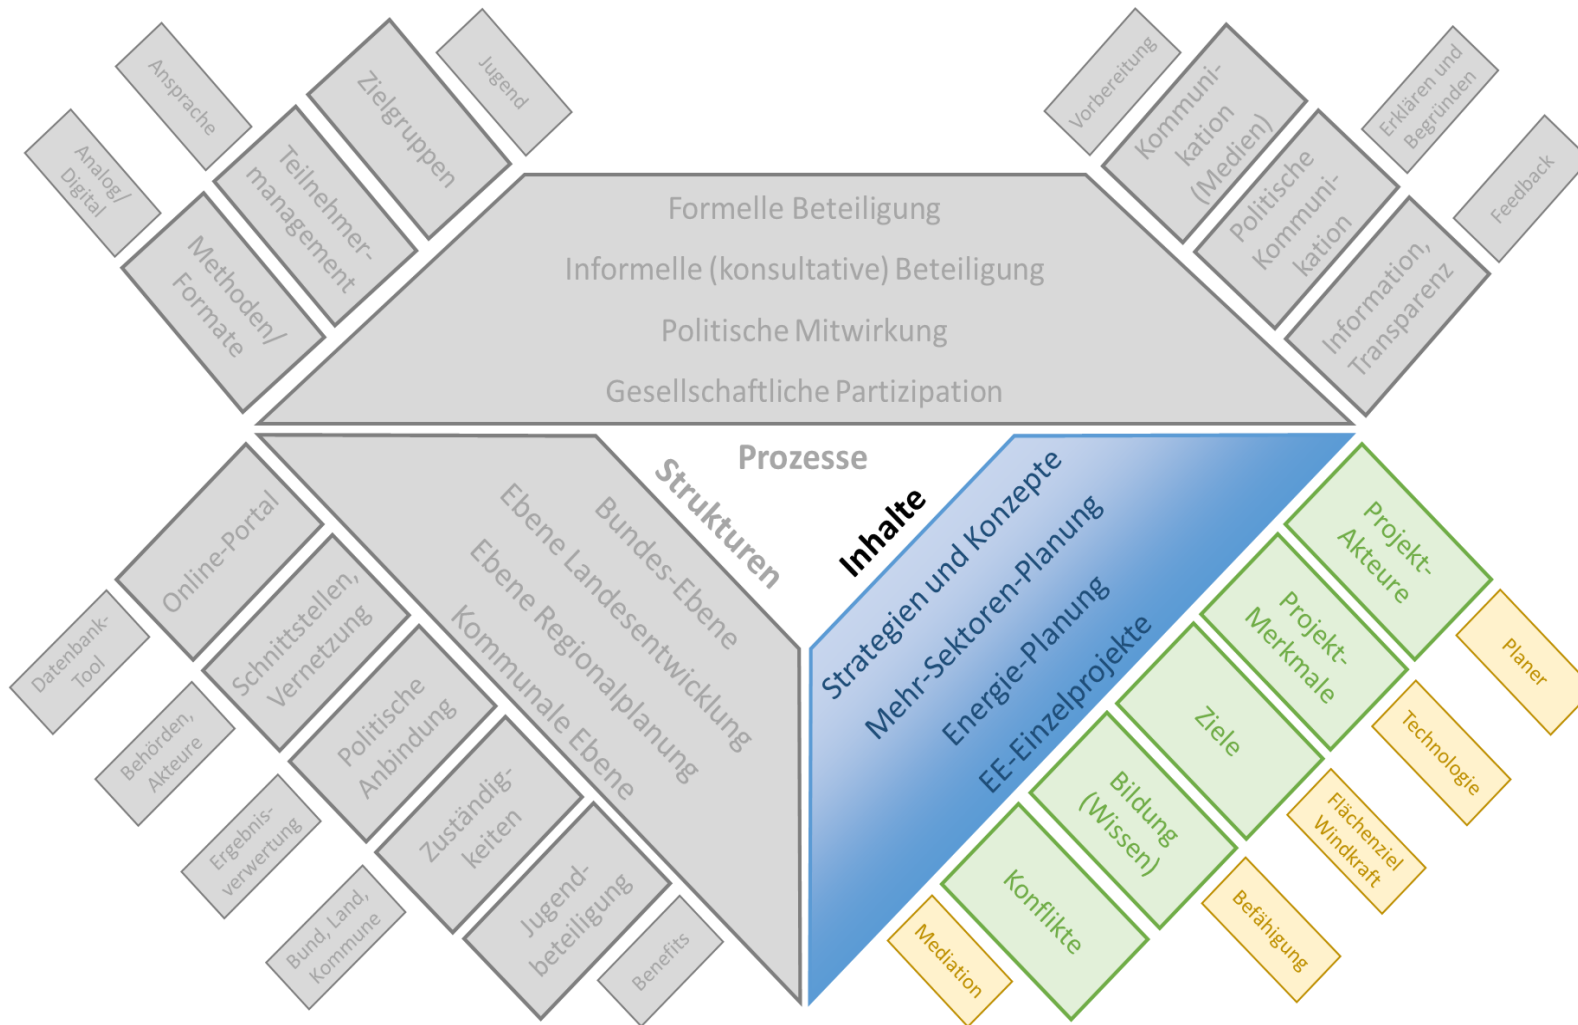 Analog/
Digital
Ansprache
Jugend
Methoden/
Formate
Teilnehmer-
management
Zielgruppen
Vorbereitung
Erklären und
Begründen
Feedback
Kommuni-
kation
(Medien)
Politische
Kommuni-
kation
Information,
Transparenz
Formelle Beteiligung
Informelle (konsultative) Beteiligung
Politische Mitwirkung
Gesellschaftliche Partizipation
Prozesse
Strukturen
Inhalte
Bundes-Ebene
Ebene Landesentwicklung
Ebene Regionalplanung
Kommunale Ebene
Online-Portal
Schnittstellen,
Vernetzung
Politische
Anbindung
Zuständig-
keiten
Jugend-
beteiligung
Datenbank-
Tool
Behörden,
Akteure
Ergebnis-
verwertung
Bund, Land,
Kommune
Benefits
Strategien und Konzepte
Mehr-Sektoren-Planung
Energie-Planung
EE-Einzelprojekte
Projekt-
Akteure
Projekt-
Merkmale
Ziele
Bildung
(Wissen)
Konflikte
Planer
Technologie
Flächenziel
Windkraft
Befähigung
Mediation